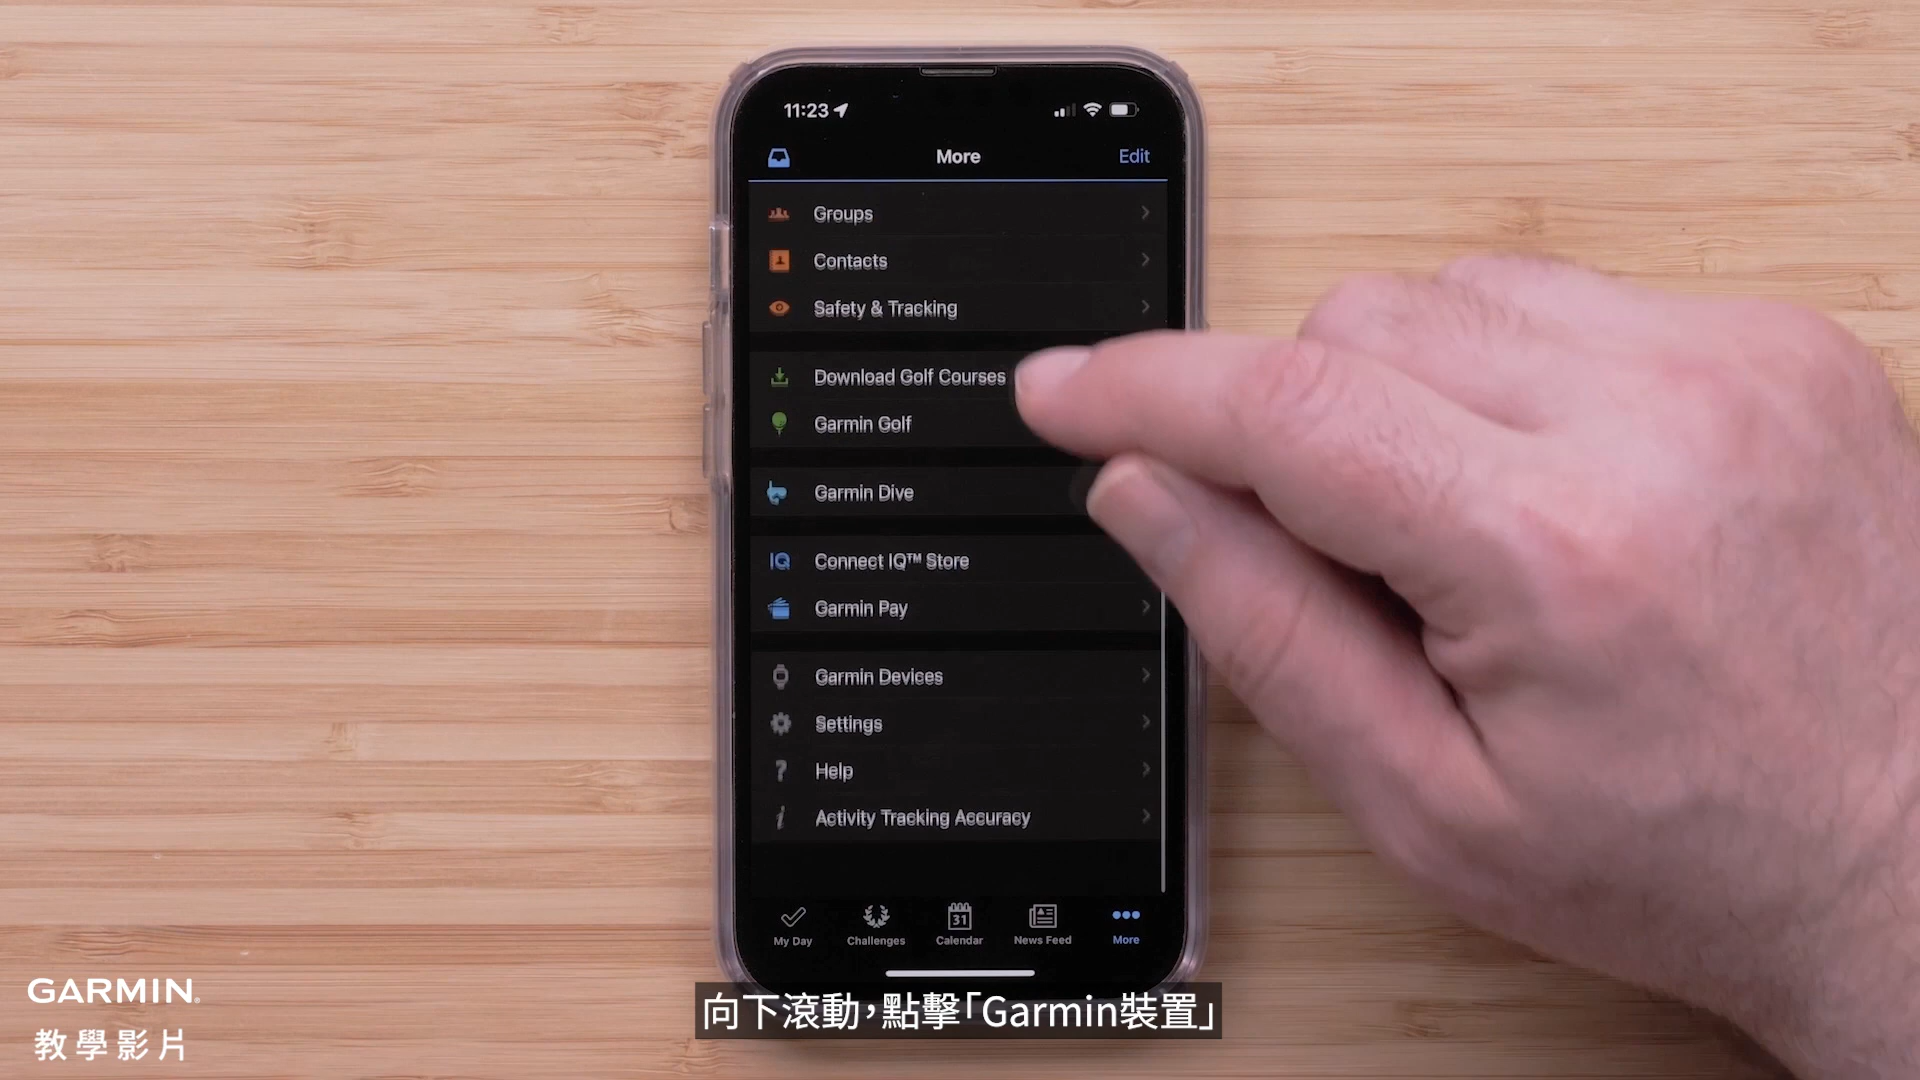 11:23
More
Edit
Groups
Contacts
Safety & Tracking
Download Golf Courses
Garmin Golf
Garmin Dive
IQ
Connect IQ™ Store
Garmin Pay
Garmin Devices
Settings
Help
Activity Tracking Accuracy
31
My Day
Challenges
Calendar
News Feed
More
向下滾動，點擊「Garmin裝置」
GARMIN
教學影片